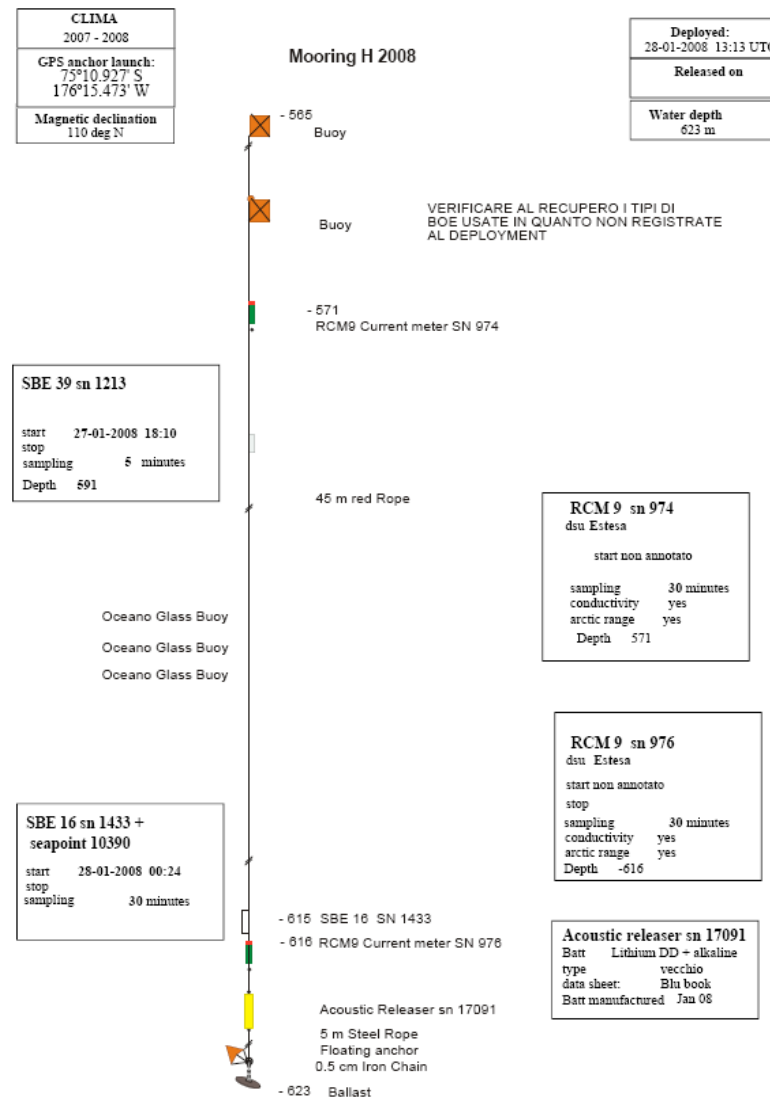 CLIMA
2007 - 2008
GPS anchor launch:
75°10.927' S
176°15.473' W
Magnetic declination
110 deg N
Mooring H 2008
Deployed:
28-01-2008 13:13 UTC
Released on
Water depth
623 m
- 565
Buoy
Buoy
VERIFICARE AL RECUPERO I TIPI DI
BOE USATE IN QUANTO NON REGISTRATE
AL DEPLOYMENT
- 571
RCM9 Current meter SN 974
SBE 39 sn 1213
start 27-01-2008 18:10
stop
sampling 5 minutes
Depth 591
45 m red Rope
RCM 9 sn 974
dsu Estesa
start non annotato
sampling 30 minutes
conductivity yes
arctic range yes
Depth 571
Oceano Glass Buoy
Oceano Glass Buoy
Oceano Glass Buoy
RCM 9 sn 976
dsu Estesa
start non annotato
stop
sampling 30 minutes
conductivity yes
arctic range yes
Depth -616
SBE 16 sn 1433 +
seapoint 10390
start 28-01-2008 00:24
stop
sampling 30 minutes
- 615 SBE 16 SN 1433
- 616 RCM9 Current meter SN 976
Acoustic releaser sn 17091
Batt Lithium DD + alkaline
type vecchio
data sheet: Blu book
Batt manufactured Jan 08
Acoustic Releaser sn 17091
5 m Steel Rope
Floating anchor
0.5 cm Iron Chain
- 623 Ballast